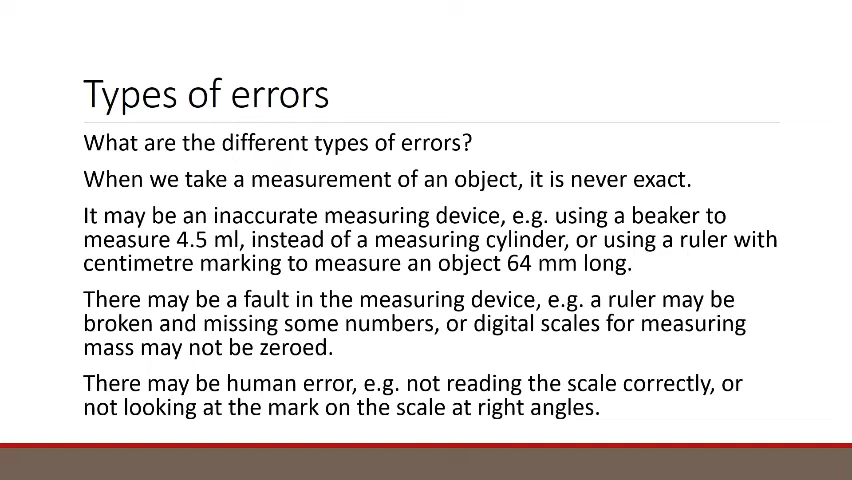 Types of errors
What are the different types of errors?
When we take a measurement of an object, it is never exact.
It may be an inaccurate measuring device, e.g. using a beaker to
measure 4.5 ml, instead of a measuring cylinder, or using a ruler with
centimetre marking to measure an object 64 mm long.
There may be a fault in the measuring device, e.g. a ruler may be
broken and missing some numbers, or digital scales for measuring
mass may not be zeroed.
There may be human error, e.g. not reading the scale correctly, or
not looking at the mark on the scale at right angles.